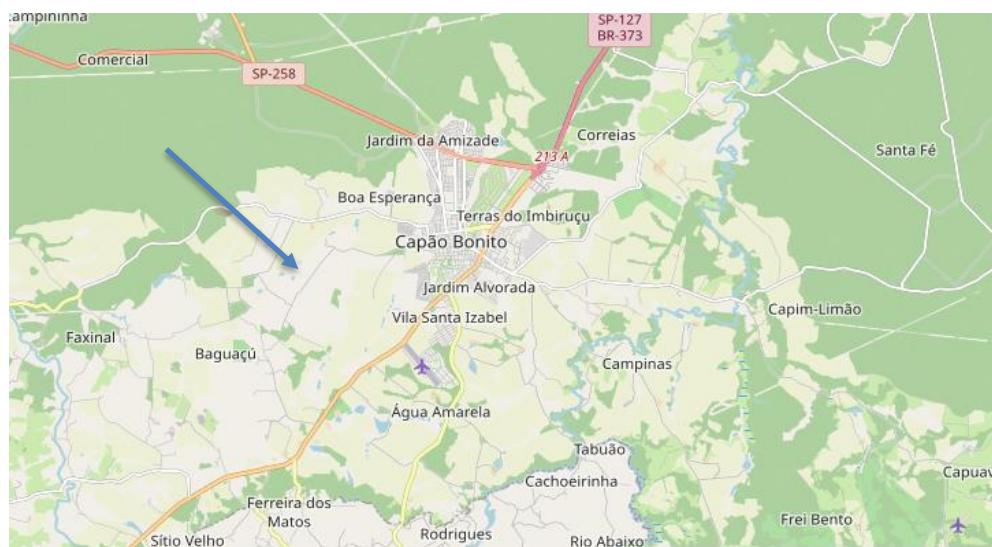 ampininha
SP-127
BR-373
Comercial
SP-258
Jardim da Amizade
213 A
Correias
Santa Fé
Boa Esperança
Terras do Imbiruçu
Capão Bonito
Jardim Alvorada
Capim-Limão
Vila Santa Izabel
Faxinal
Baguaçú
Campinas
Água Amarela
Tabuão
Cachoeirinha
Capuav
Ferreira dos
Matos
Frei Bento
Sítio Velho
Rodrigues
Rio Abaixo